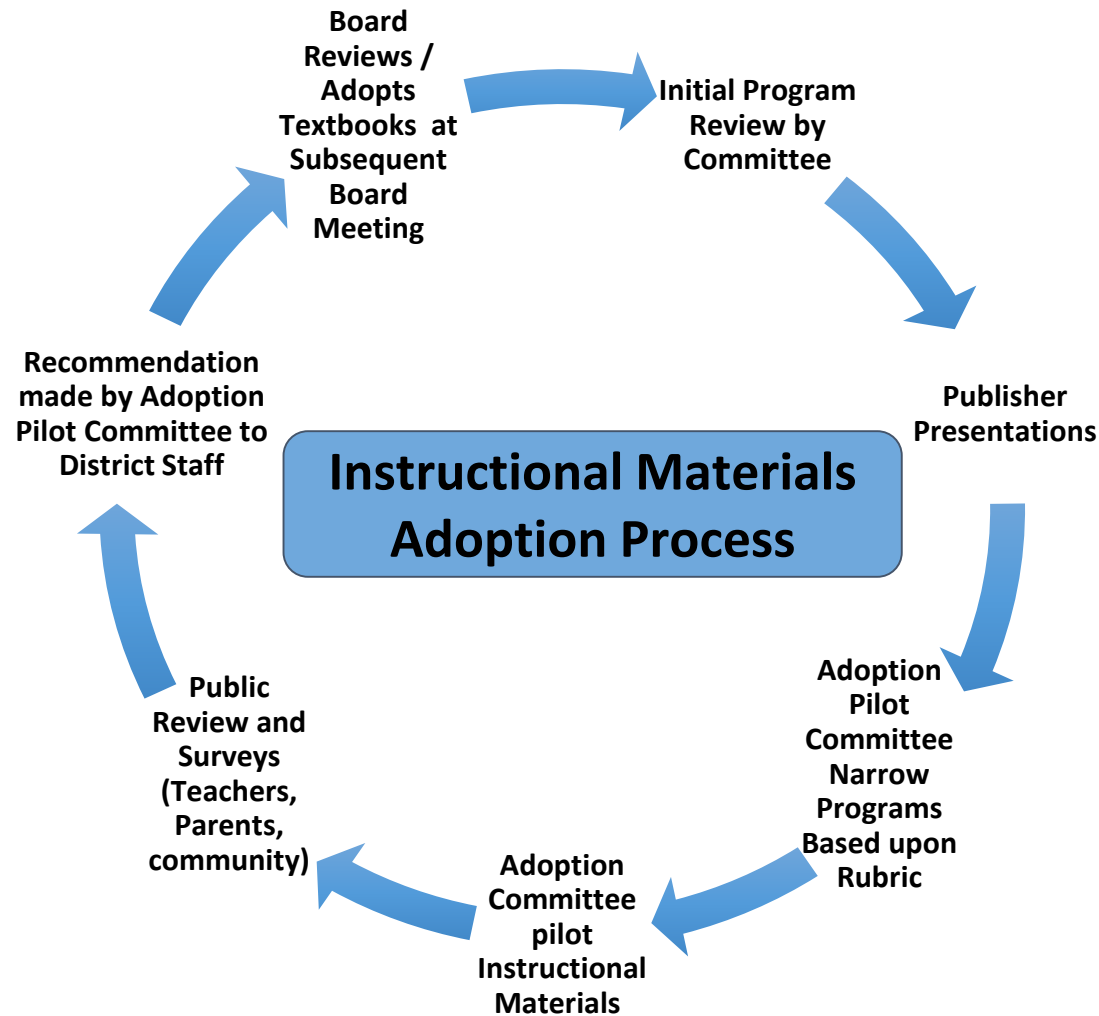 Board
Reviews /
Adopts
Textbooks at
Subsequent
Board
Meeting
Initial Program
Review by
Committee
Publisher
Presentations
Adoption
Pilot
Committee
Narrow
Programs
Based upon
Rubric
Adoption
Committee
pilot
Instructional
Materials
Public
Review and
Surveys
(Teachers,
Parents,
community)
Recommendation
made by Adoption
Pilot Committee to
District Staff
Instructional Materials
Adoption Process